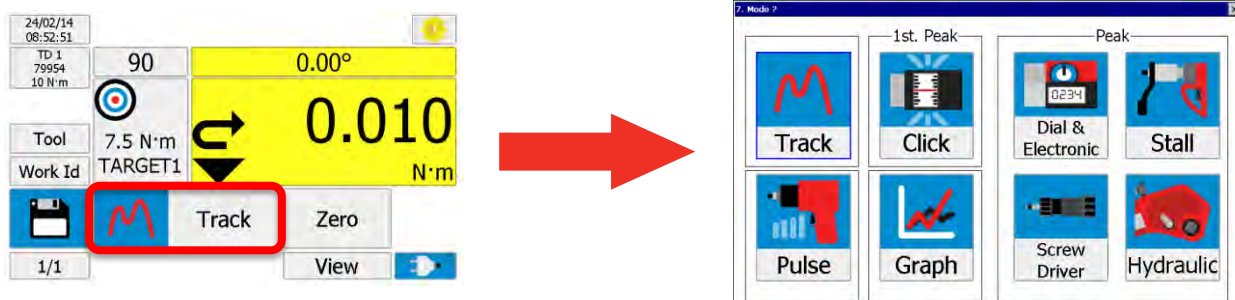 24/02/14
08:52:51
TD 1
79954
10 N·m
90
0.00°
0.010
N·m
7.5 N·m
TARGET1
Tool
Work Id
Track
Zero
1/1
View
7. Mode ?
1st. Peak
Peak
Track
Click
0234
Dial &
Electronic
Stall
Pulse
Graph
Screw
Driver
Hydraulic